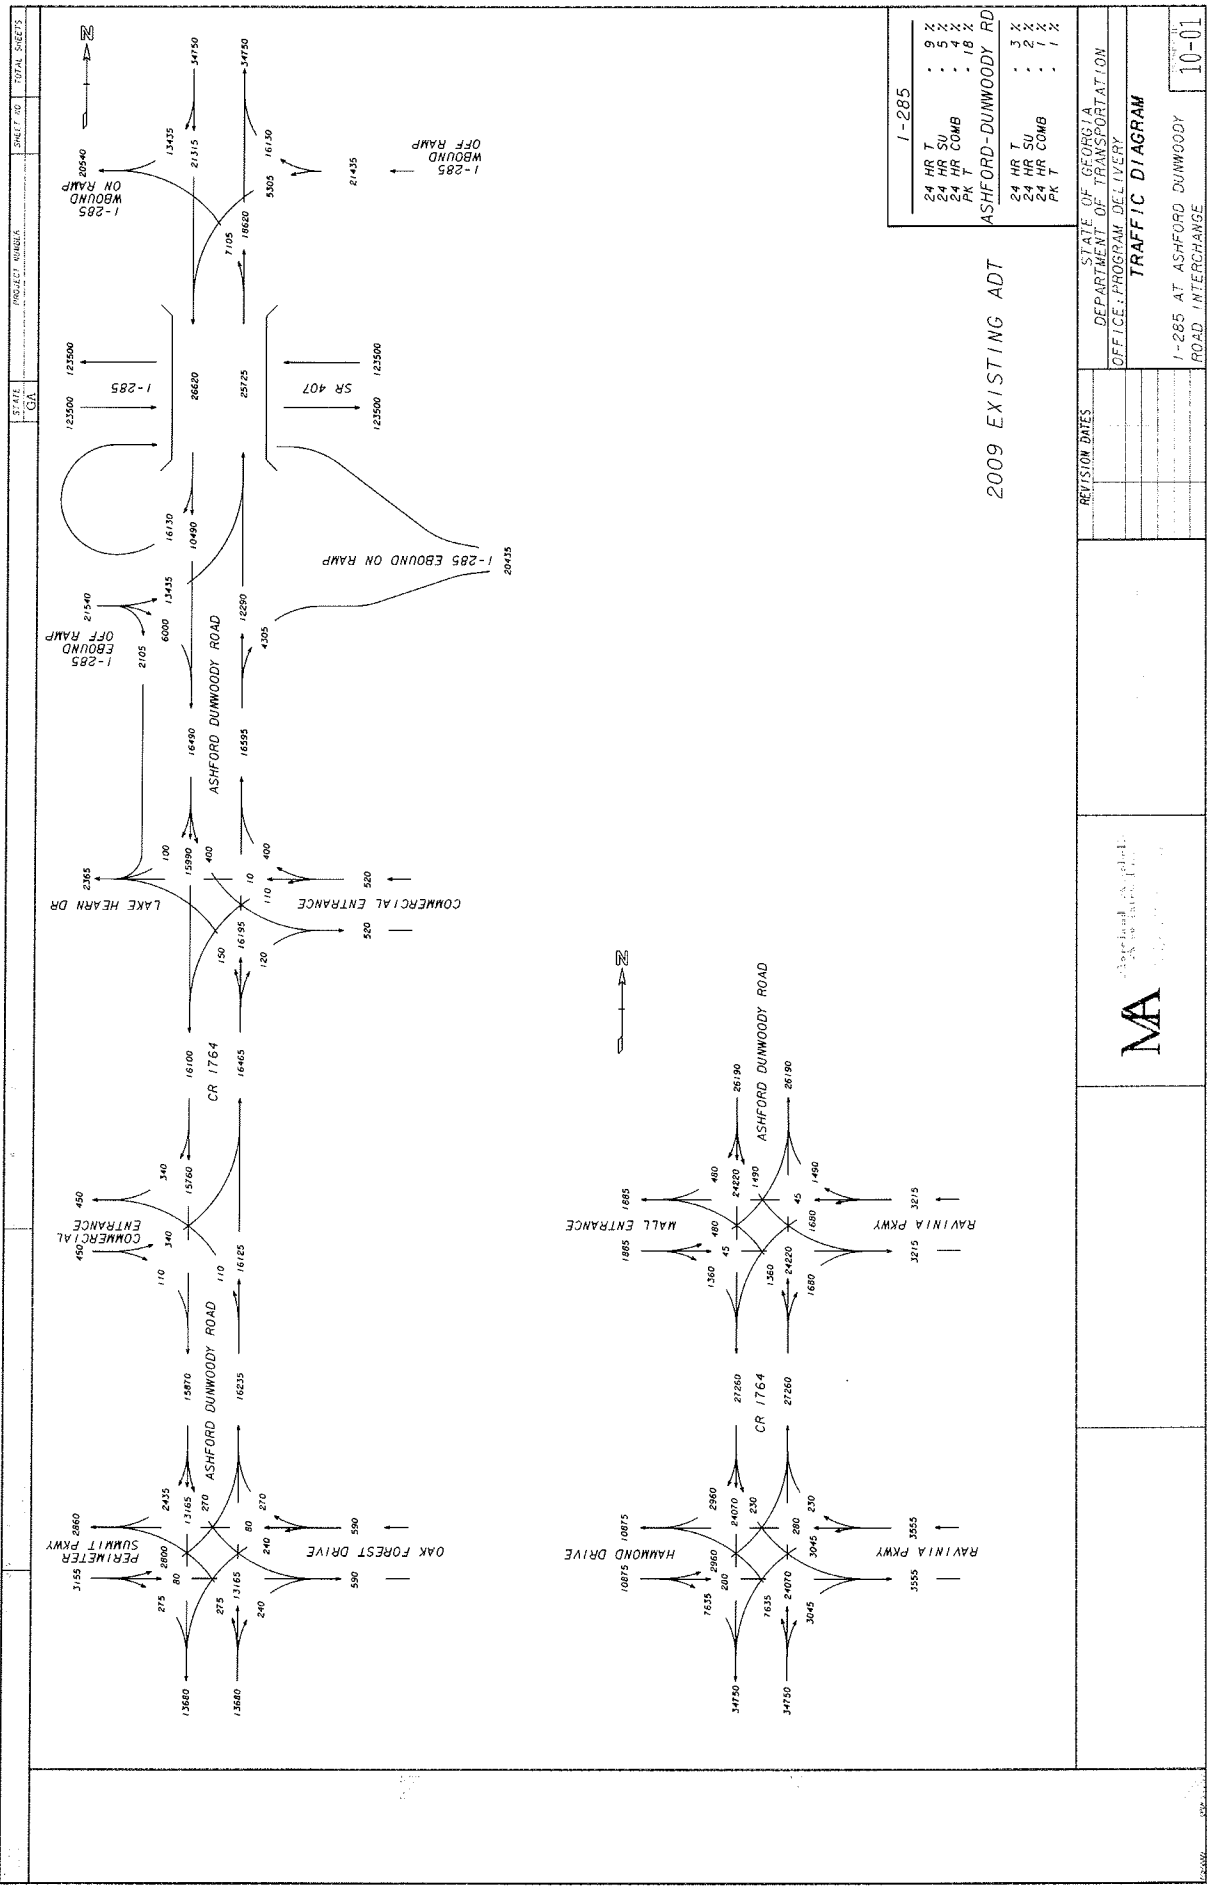 STATE
GA
PROJECT NUMBER
SHEET NO
TOTAL SHEETS
N
PERIMETER
SUMMIT PKWY
3155
2860
275
80
2800
2435
13165
270
13680
13680
275
13165
240
240
80
270
590
590
OAK FOREST DRIVE
15870
ASHFORD DUNWOODY ROAD
16235
COMMERCIAL
ENTRANCE
450
450
110
340
340
15760
110
16125
16100
CR 1764
16465
LAKE HEARN DR
2365
100
15990
400
150
16195
10
110
400
120
520
520
COMMERCIAL ENTRANCE
16490
ASHFORD DUNWOODY ROAD
16595
I-285
EBOUND
OFF RAMP
21540
2105
6000
13435
12290
4305
I-285 EBOUND ON RAMP
20435
16130
10490
123500
123500
I-285
26620
25725
SR 407
123500
123500
I-285
WBOUND
ON RAMP
20540
13435
21315
34750
34750
7105
18620
5305
16130
21435
I-285
WBOUND
OFF RAMP
N
HAMMOND DRIVE
10875
10875
7635
280
2960
2960
24070
230
34750
34750
7635
24070
3045
3045
280
230
3555
3555
RAVINIA PKWY
27260
CR 1764
27260
MALL ENTRANCE
1885
1885
1360
45
480
480
24220
1490
1360
24220
1680
1680
45
1490
3215
3215
RAVINIA PKWY
26190
ASHFORD DUNWOODY ROAD
26190
2009 EXISTING ADT
I-285
24 HR T - 9 %
24 HR SU - 5 %
24 HR COMB - 4 %
PK T - 18 %
ASHFORD-DUNWOODY RD
24 HR T - 3 %
24 HR SU - 2 %
24 HR COMB - 1 %
PK T - 1 %
MA
REVISION DATES
STATE OF GEORGIA
DEPARTMENT OF TRANSPORTATION
OFFICE: PROGRAM DELIVERY
TRAFFIC DIAGRAM
I-285 AT ASHFORD DUNWOODY
ROAD INTERCHANGE
10-01